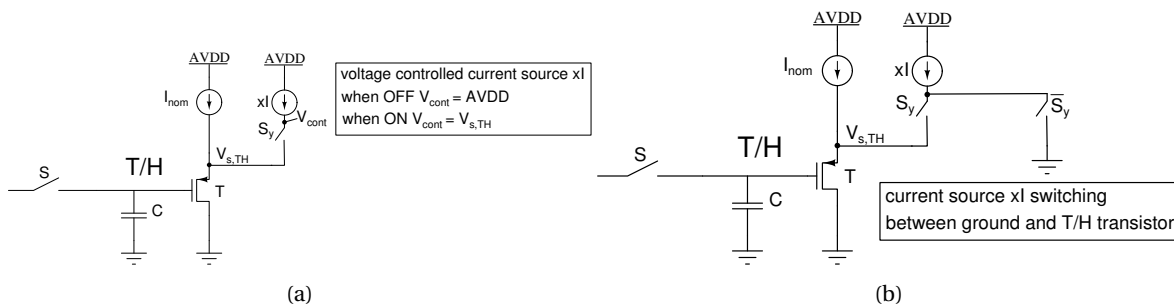 AVDD
AVDD
I_nom
xI
V_cont
S_y
V_s,TH
S
T/H
T
C
voltage controlled current source xI
when OFF V_cont = AVDD
when ON V_cont = V_s,TH
(a)
AVDD
AVDD
I_nom
xI
S_y
S̅_y
V_s,TH
S
T/H
T
C
current source xI switching
between ground and T/H transistor
(b)